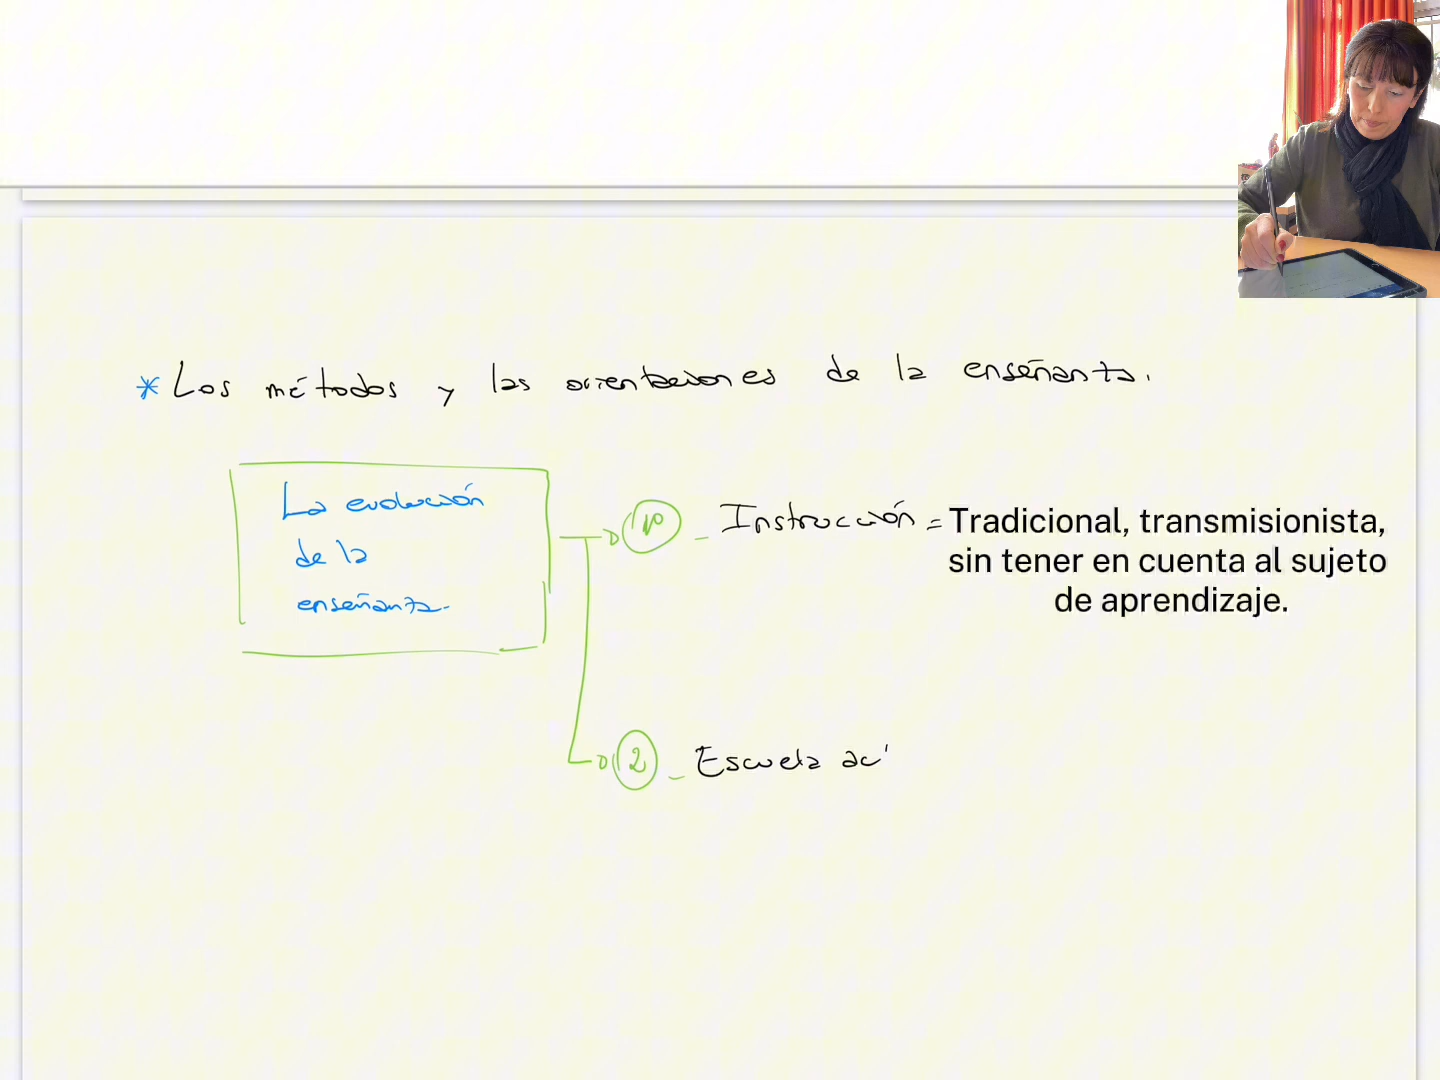 * Los métodos y las orientaciones de la enseñanza.
La evolución
de la
enseñanza.
1º - Instrucción = Tradicional, transmisionista,
sin tener en cuenta al sujeto
de aprendizaje.
2 - Escuela ac